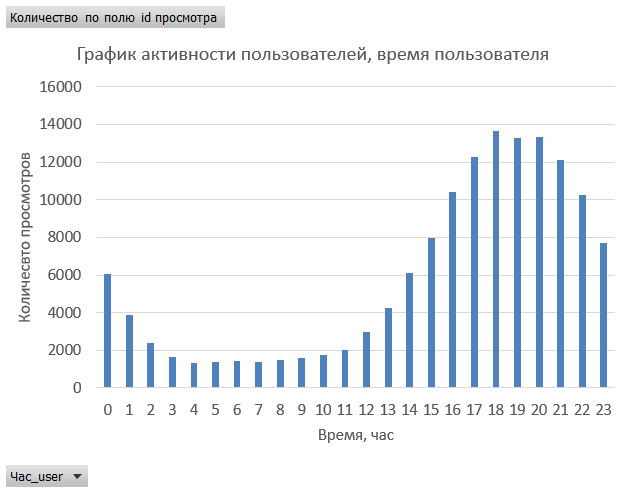 Количество по полю id просмотра
График активности пользователей, время пользователя
16000
14000
12000
10000
8000
6000
4000
2000
0
Количесвто просмотров
0 1 2 3 4 5 6 7 8 9 10 11 12 13 14 15 16 17 18 19 20 21 22 23
Время, час
Час_user